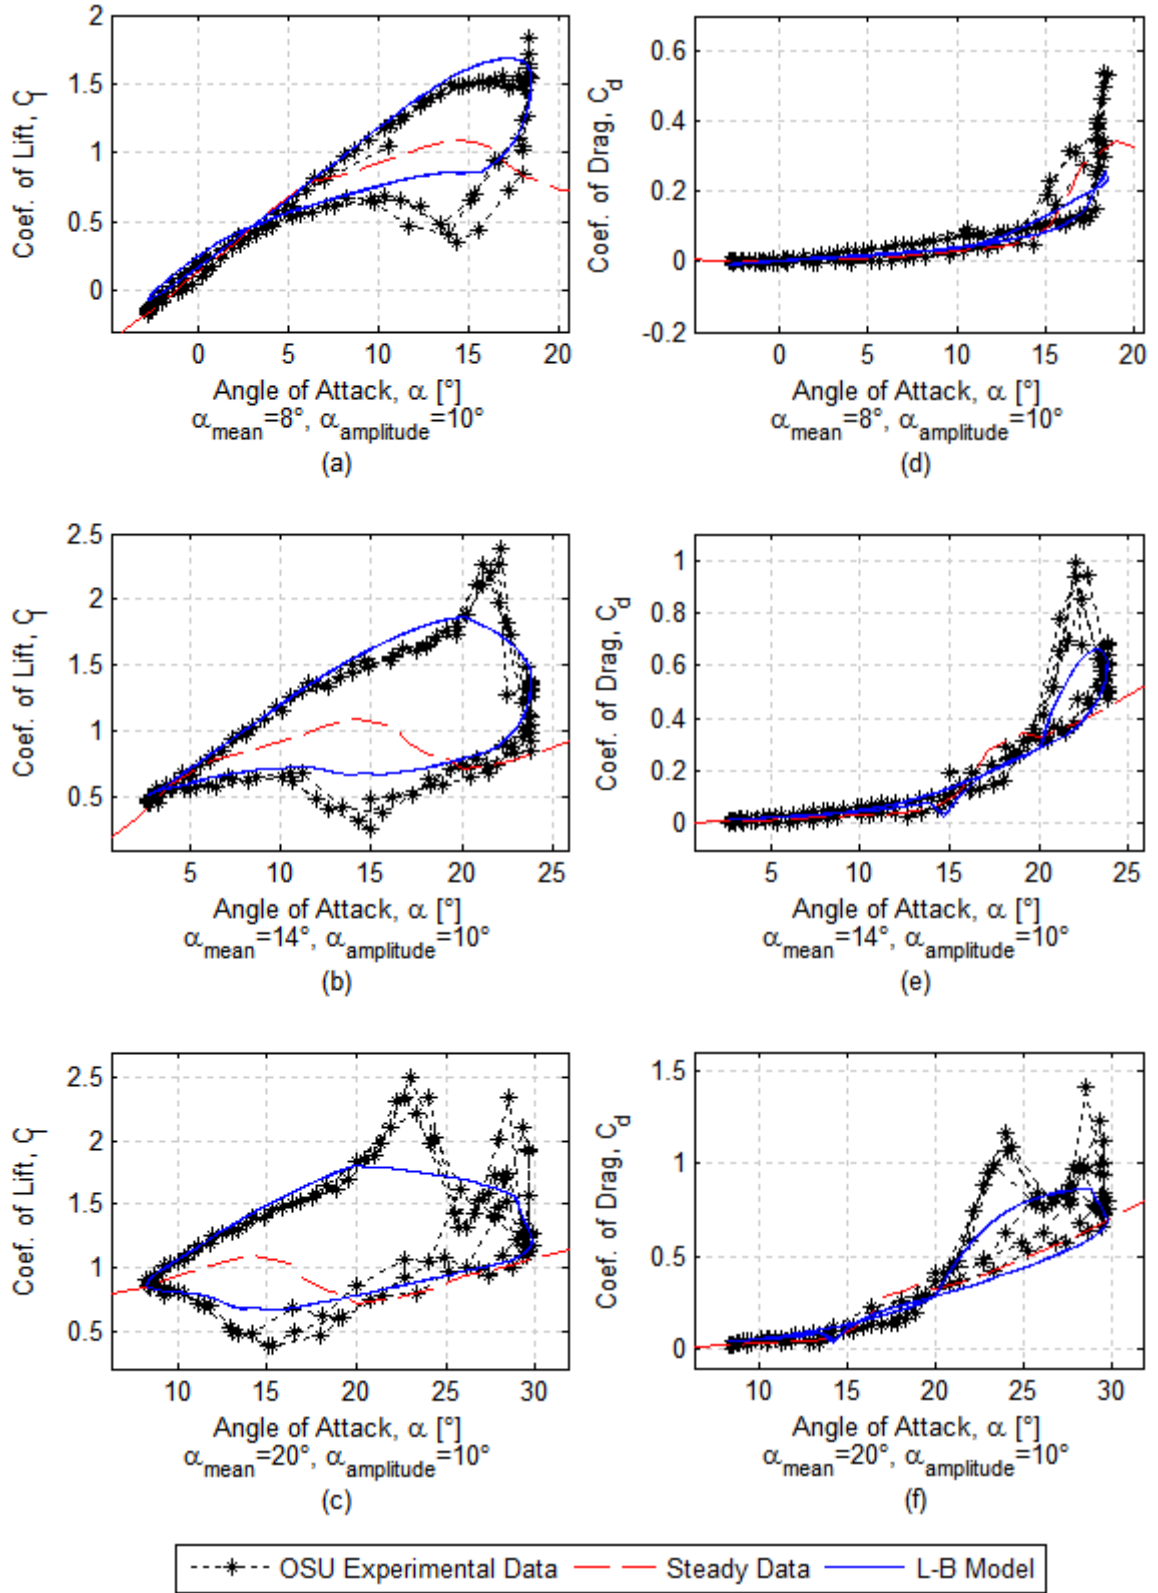 2
1.5
1
0.5
0
Coef. of Lift, Cl
0 5 10 15 20
Angle of Attack, α [°]
αmean=8°, αamplitude=10°
(a)
0.6
0.4
0.2
0
-0.2
Coef. of Drag, Cd
0 5 10 15 20
Angle of Attack, α [°]
αmean=8°, αamplitude=10°
(d)
2.5
2
1.5
1
0.5
Coef. of Lift, Cl
5 10 15 20 25
Angle of Attack, α [°]
αmean=14°, αamplitude=10°
(b)
1
0.8
0.6
0.4
0.2
0
Coef. of Drag, Cd
5 10 15 20 25
Angle of Attack, α [°]
αmean=14°, αamplitude=10°
(e)
2.5
2
1.5
1
0.5
Coef. of Lift, Cl
10 15 20 25 30
Angle of Attack, α [°]
αmean=20°, αamplitude=10°
(c)
1.5
1
0.5
0
Coef. of Drag, Cd
10 15 20 25 30
Angle of Attack, α [°]
αmean=20°, αamplitude=10°
(f)
OSU Experimental Data Steady Data L-B Model